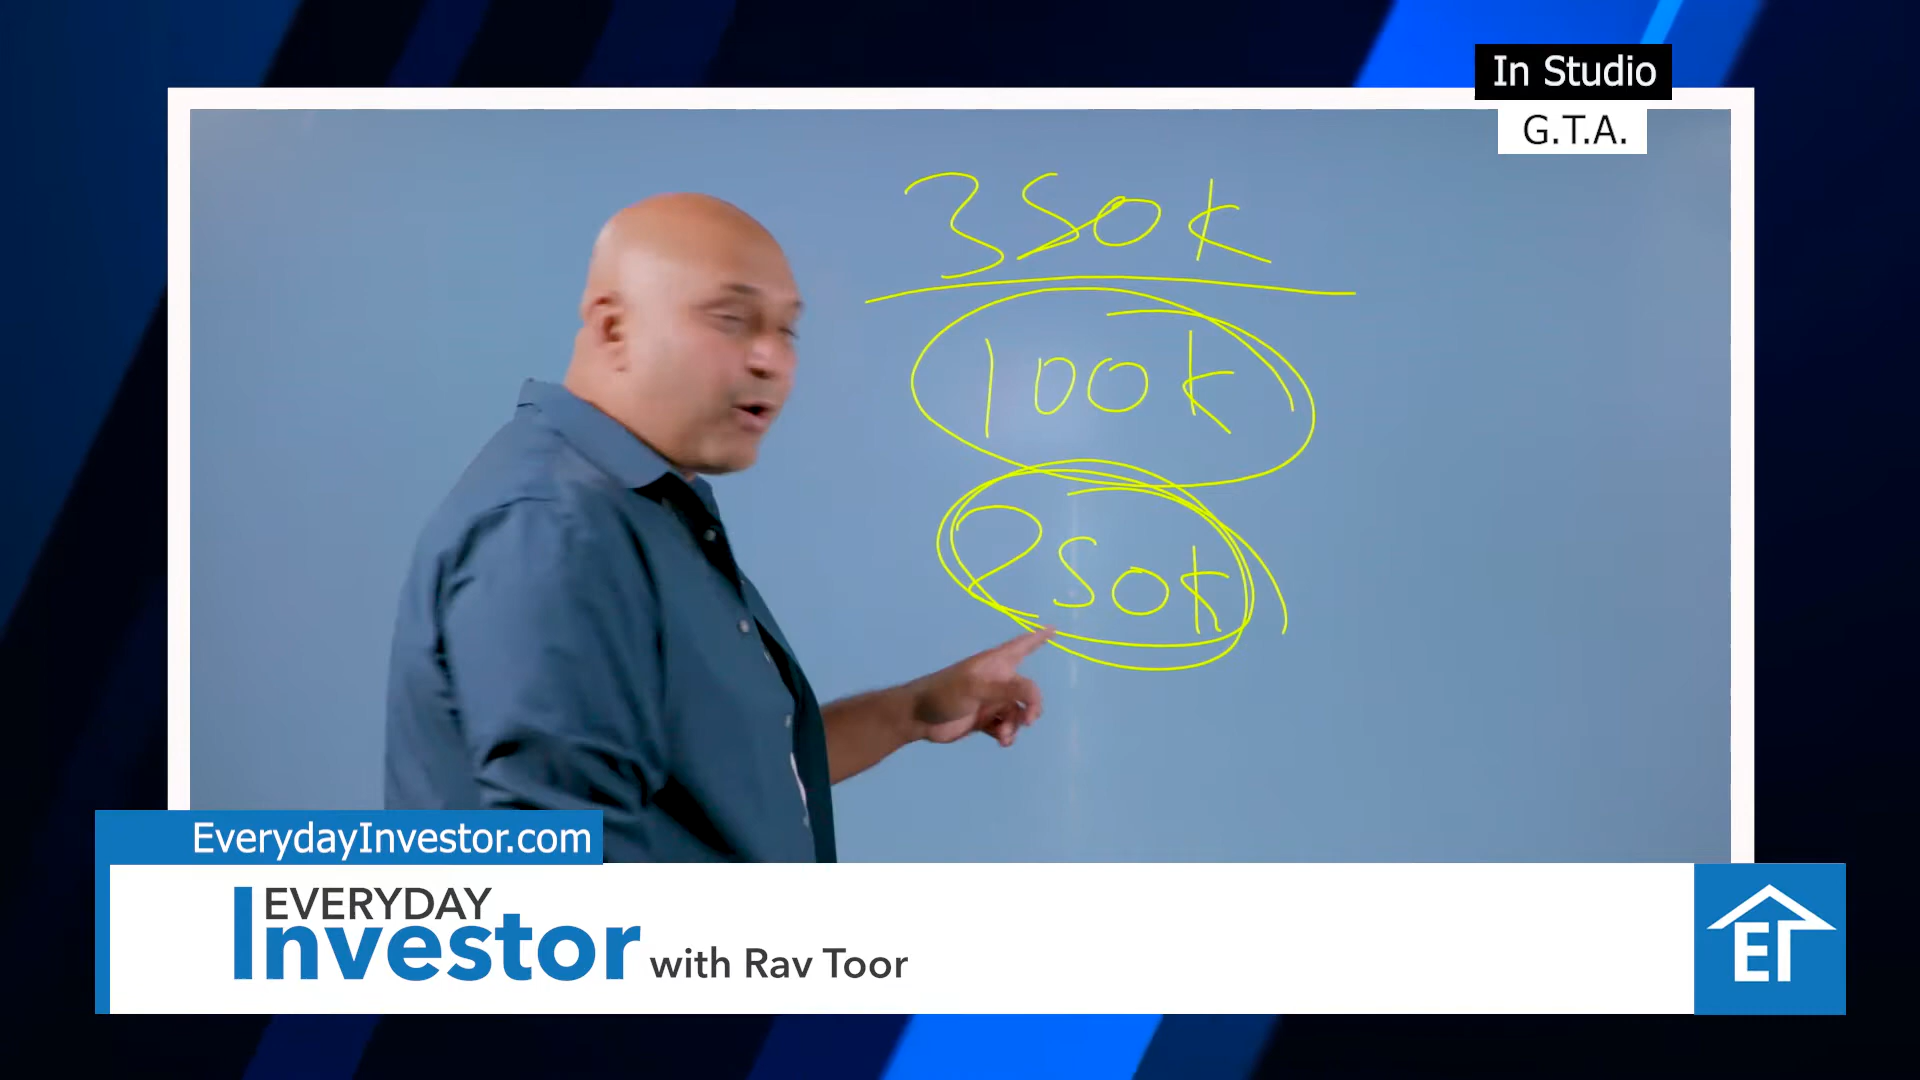 In Studio
G.T.A.
350k
100k
250k
EverydayInvestor.com
EVERYDAY
Investor with Rav Toor
EI